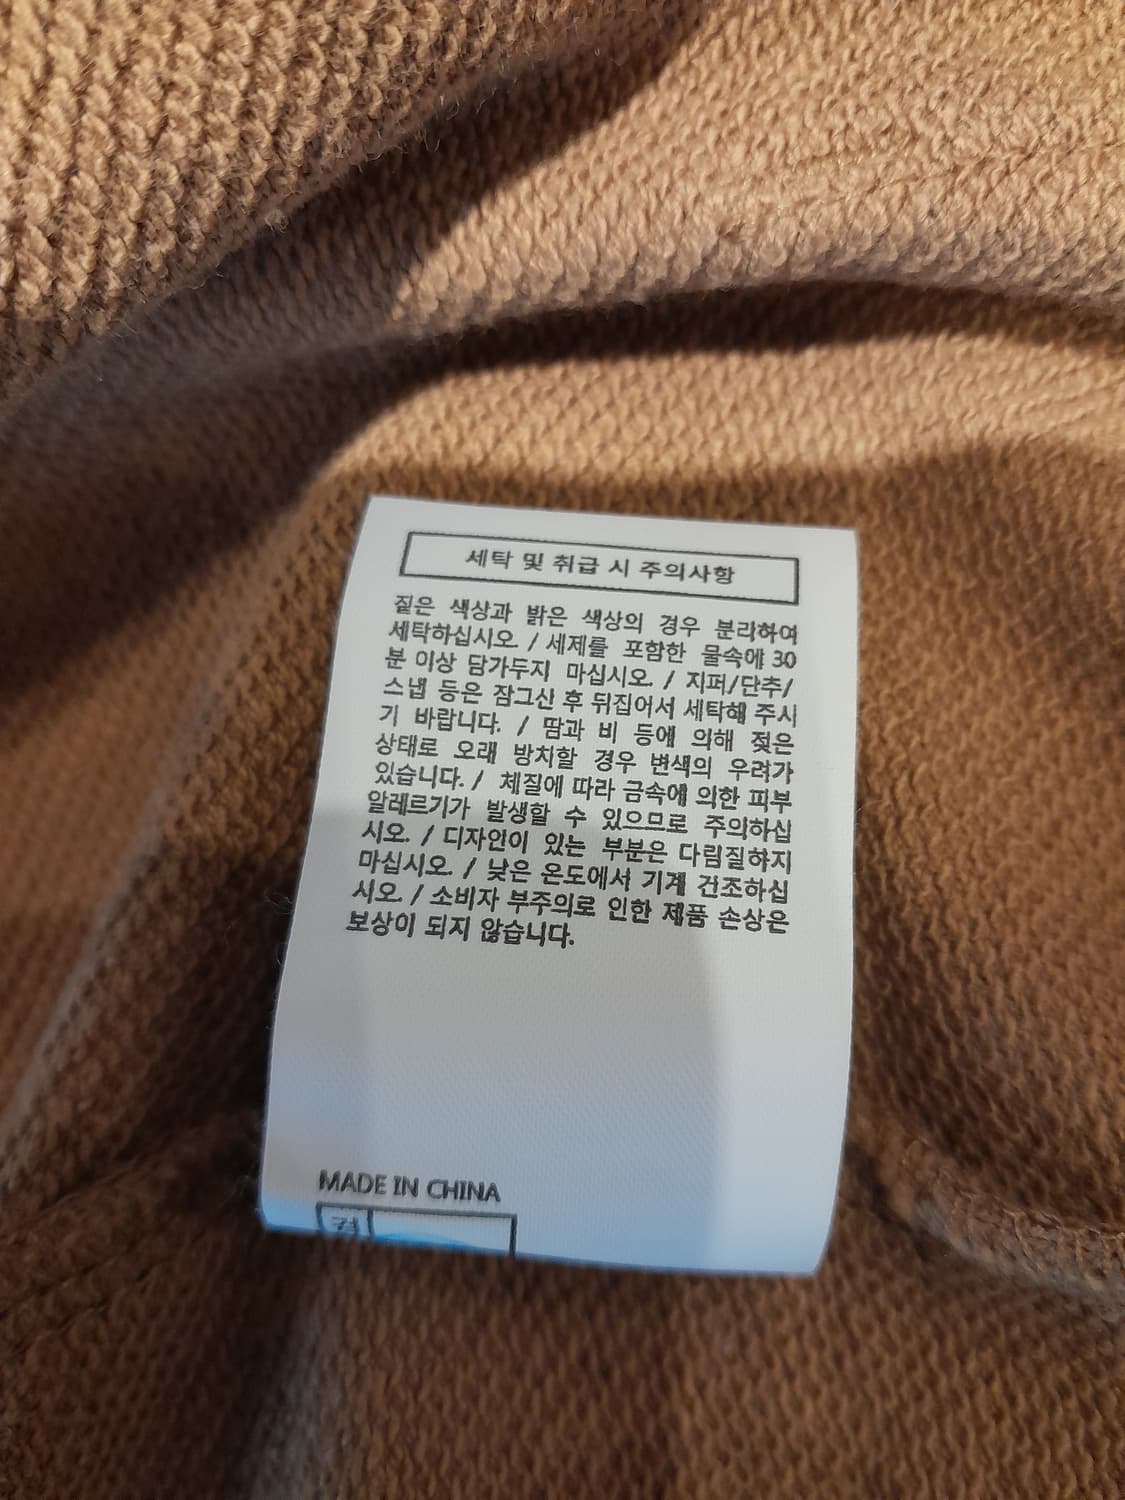 세탁 및 취급 시 주의사항
짙은 색상과 밝은 색상의 경우 분리하여
세탁하십시오. / 세제를 포함한 물속에 30
분 이상 담가두지 마십시오. / 지퍼/단추/
스냅 등은 잠그신 후 뒤집어서 세탁해 주시
기 바랍니다. / 땀과 비 등에 의해 젖은
상태로 오래 방치할 경우 변색의 우려가
있습니다. / 체질에 따라 금속에 의한 피부
알레르기가 발생할 수 있으므로 주의하십
시오. / 디자인이 있는 부분은 다림질하지
마십시오. / 낮은 온도에서 기계 건조하십
시오. / 소비자 부주의로 인한 제품 손상은
보상이 되지 않습니다.
MADE IN CHINA